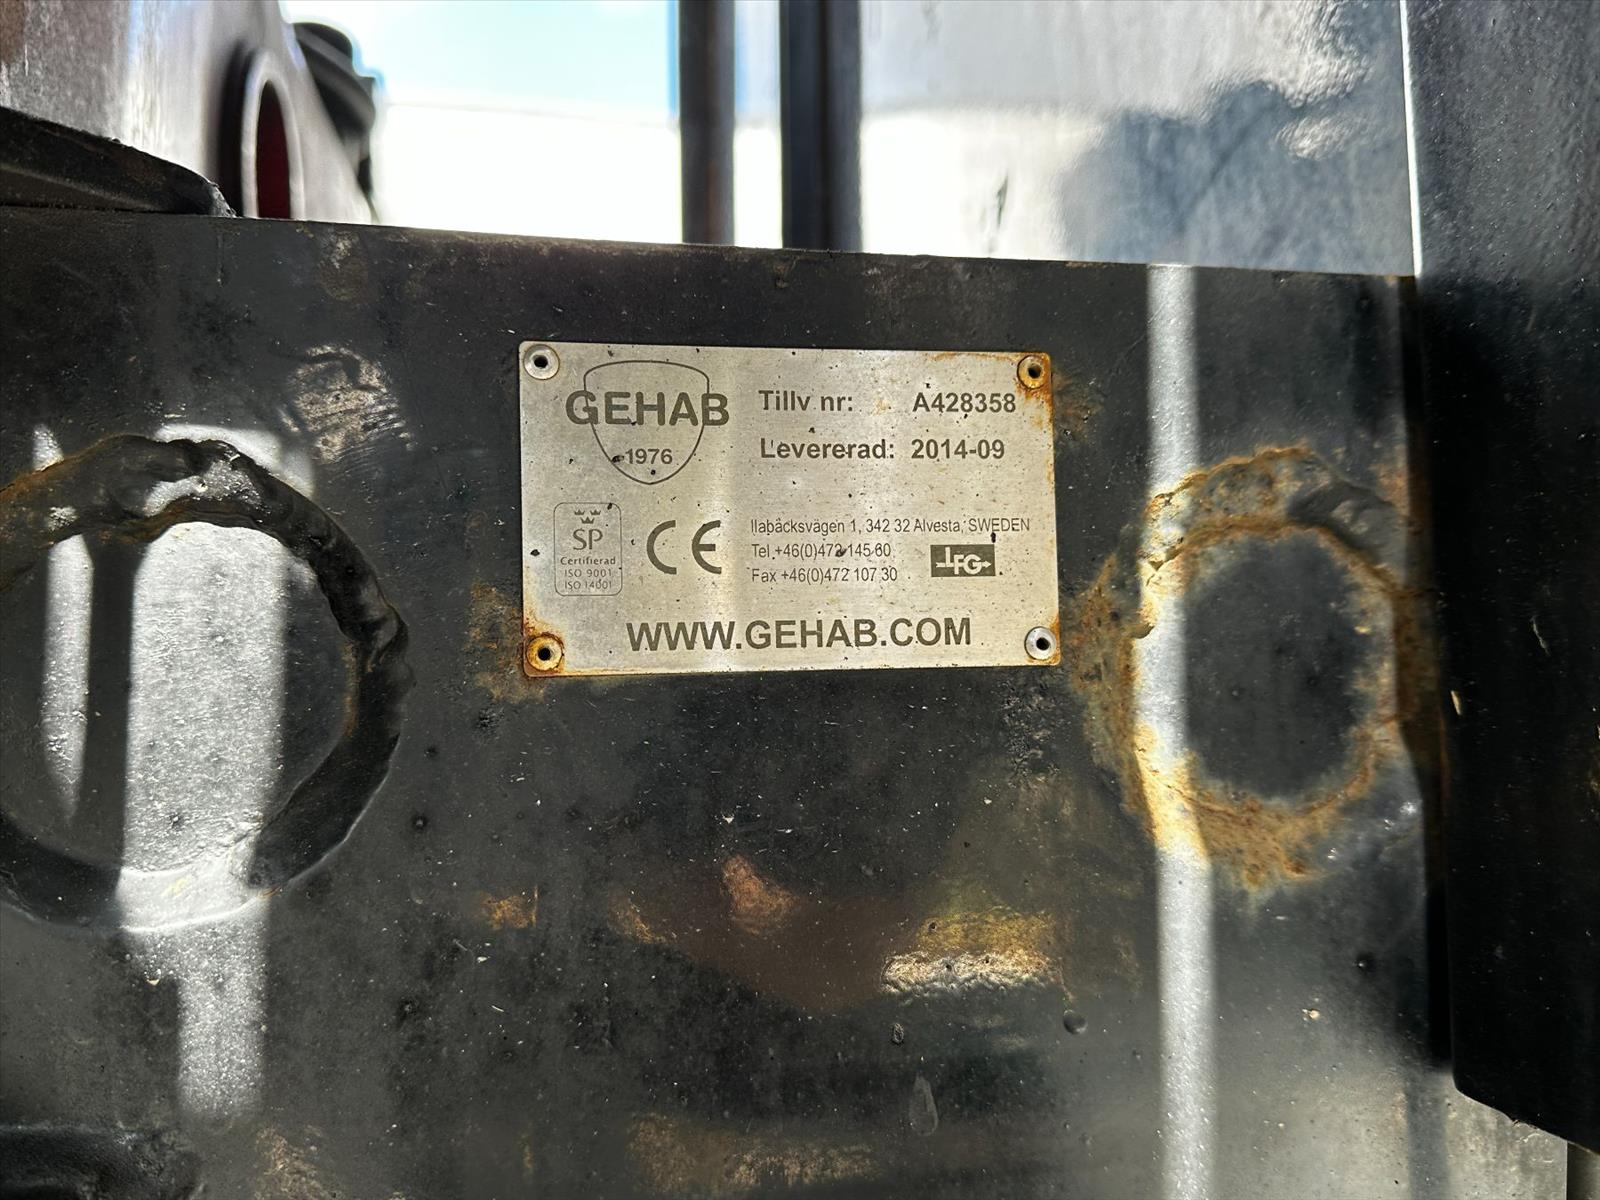 GEHAB
1976
Tillv nr: A428358
Levererad: 2014-09
SP
Certifierad
ISO 9001
ISO 14001
CE
Ilabäcksvägen 1, 342 32 Alvesta, SWEDEN
Tel.+46(0)472 145 60
Fax +46(0)472 107 30
LFG
WWW.GEHAB.COM